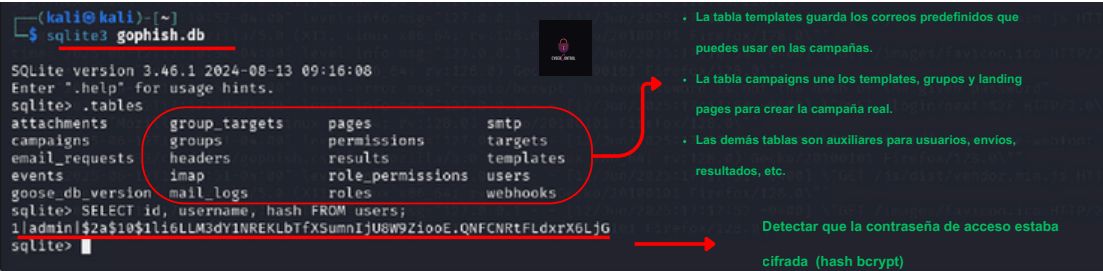 (kali㉿kali)-[~]
$ sqlite3 gophish.db
SQLite version 3.46.1 2024-08-13 09:16:08
Enter ".help" for usage hints.
sqlite> .tables
attachments group_targets pages smtp
campaigns groups permissions targets
email_requests headers results templates
events imap role_permissions users
goose_db_version mail_logs roles webhooks
sqlite> SELECT id, username, hash FROM users;
1|admin|$2a$10$1li6LLM3dY1NREKLbTfXSumnIjU8W9ZiooE.QNFCNRtFLdxrX6LjG
sqlite>
• La tabla templates guarda los correos predefinidos que
puedes usar en las campañas.
• La tabla campaigns une los templates, grupos y landing
pages para crear la campaña real.
• Las demás tablas son auxiliares para usuarios, envíos,
resultados, etc.
Detectar que la contraseña de acceso estaba
cifrada (hash bcrypt)